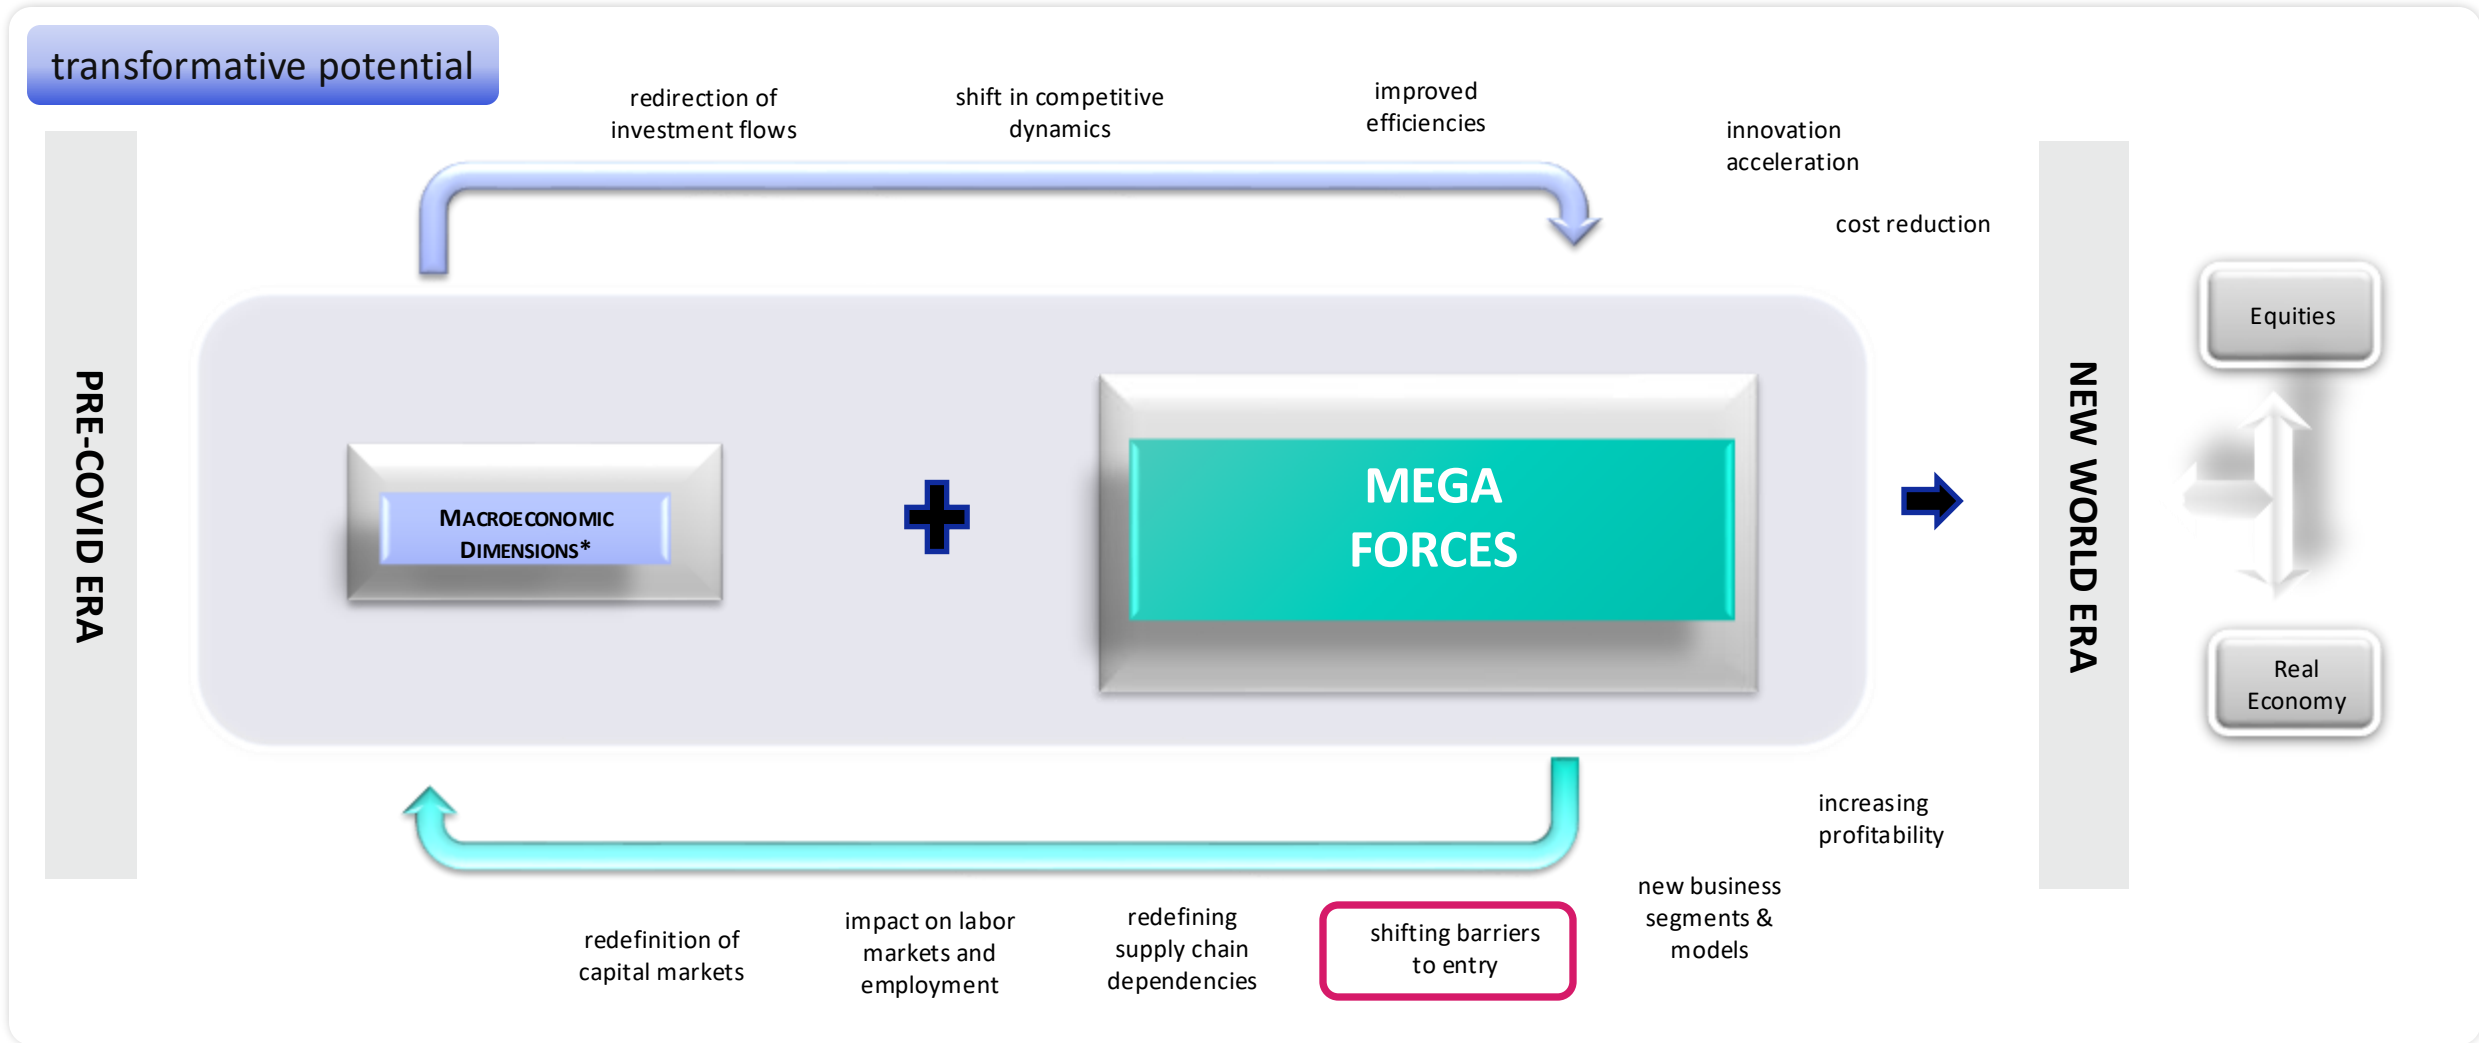 transformative potential
redirection of
investment flows
shift in competitive
dynamics
improved
efficiencies
innovation
acceleration
cost reduction
PRE-COVID ERA
MACROECONOMIC
DIMENSIONS*
MEGA
FORCES
NEW WORLD ERA
Equities
Real
Economy
increasing
profitability
new business
segments &
models
shifting barriers
to entry
redefining
supply chain
dependencies
impact on labor
markets and
employment
redefinition of
capital markets